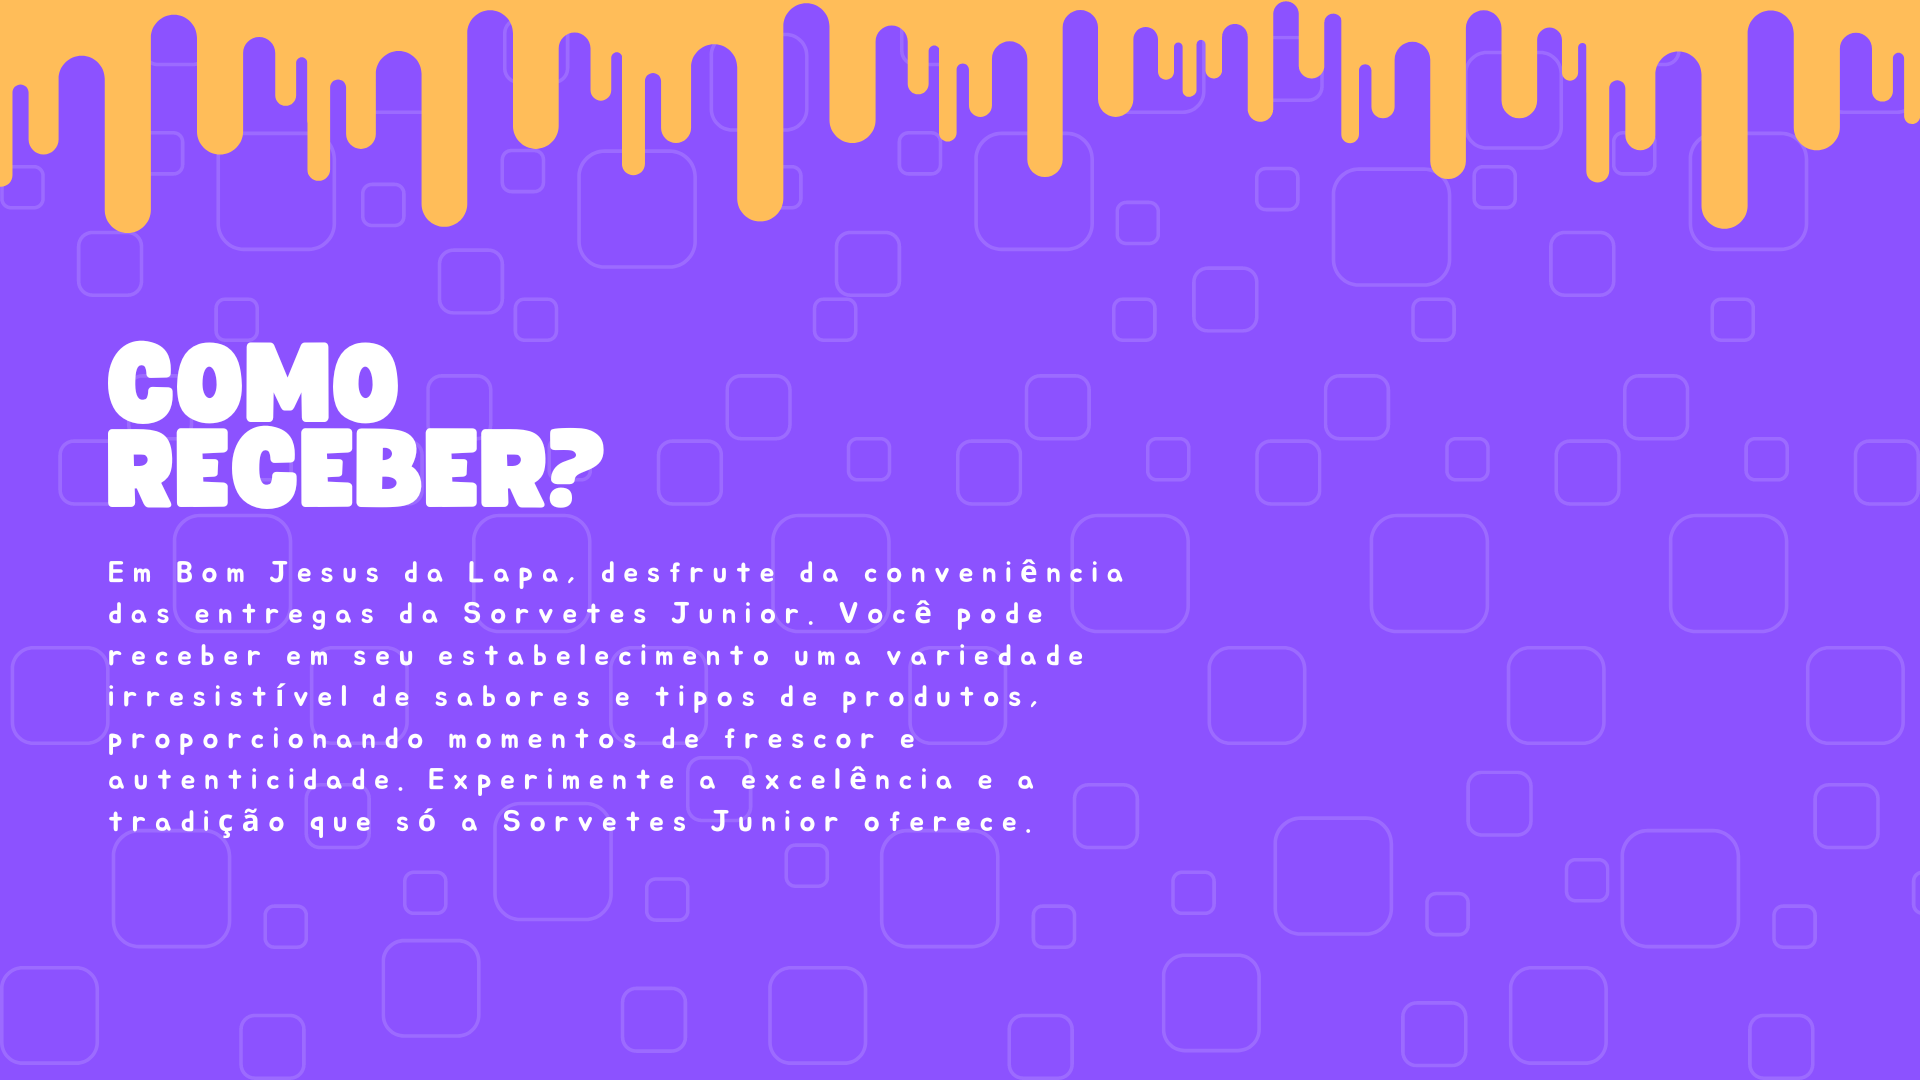 COMO
RECEBER?
Em Bom Jesus da Lapa, desfrute da conveniência
das entregas da Sorvetes Junior. Você pode
receber em seu estabelecimento uma variedade
irresistível de sabores e tipos de produtos,
proporcionando momentos de frescor e
autenticidade. Experimente a excelência e a
tradição que só a Sorvetes Junior oferece.